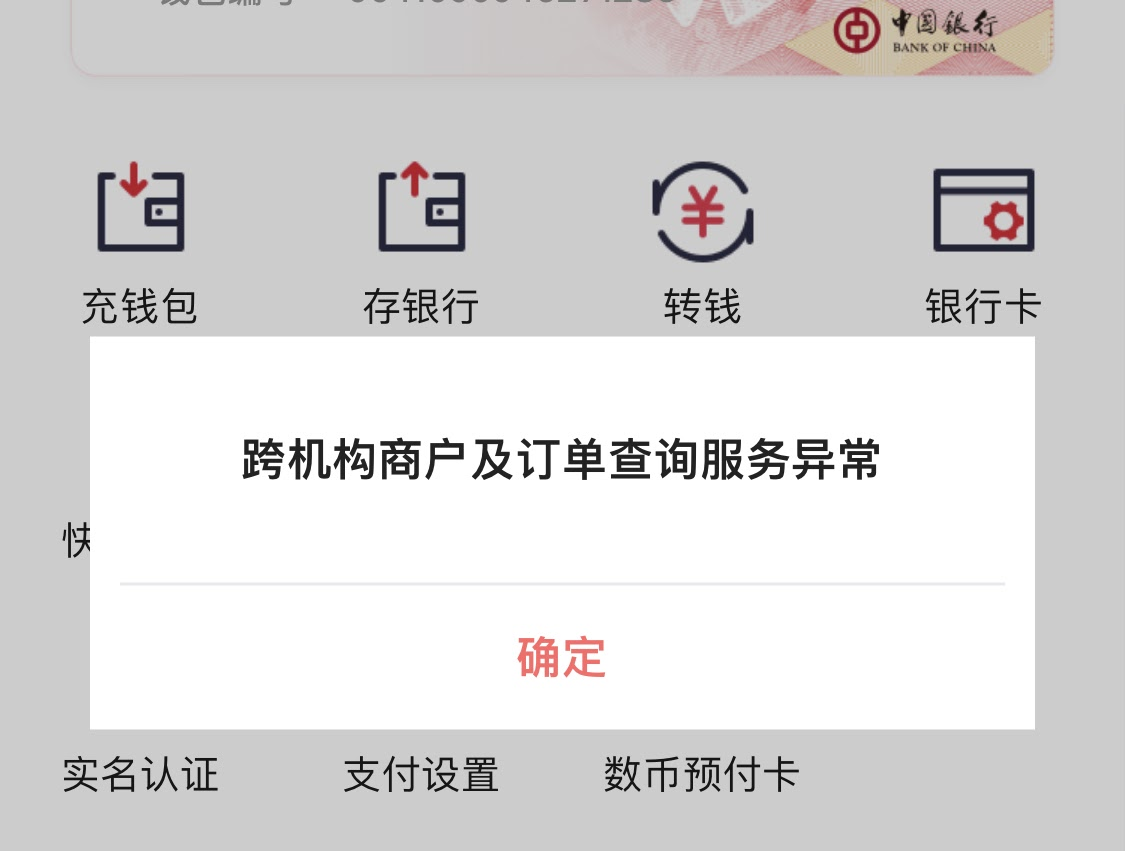 中国銀行
BANK OF CHINA
充钱包
存银行
转钱
银行卡
跨机构商户及订单查询服务异常
快
确定
实名认证
支付设置
数币预付卡